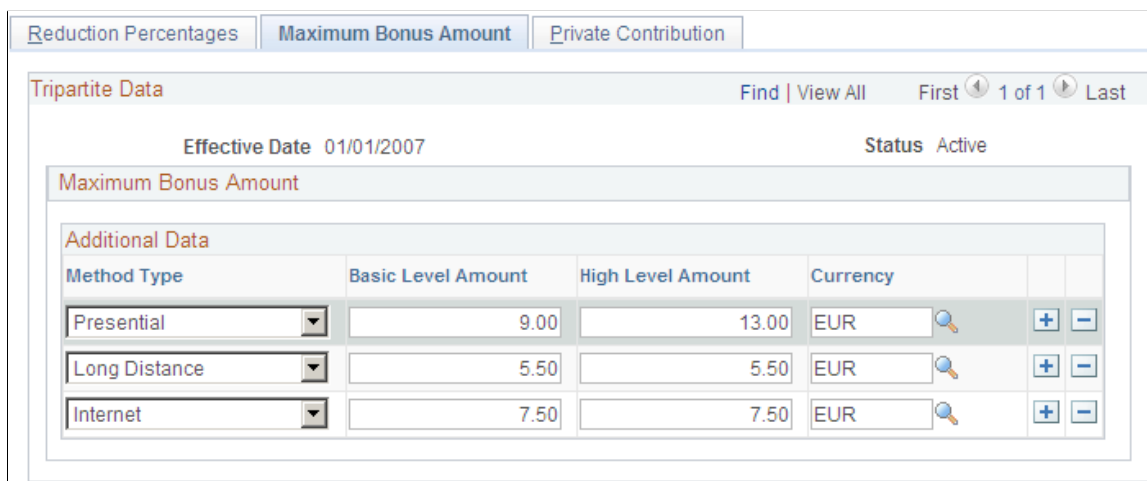 Reduction Percentages Maximum Bonus Amount Private Contribution
Tripartite Data Find | View All First 1 of 1 Last
Effective Date 01/01/2007 Status Active
Maximum Bonus Amount
Additional Data
Method Type Basic Level Amount High Level Amount Currency
Presential 9.00 13.00 EUR
Long Distance 5.50 5.50 EUR
Internet 7.50 7.50 EUR